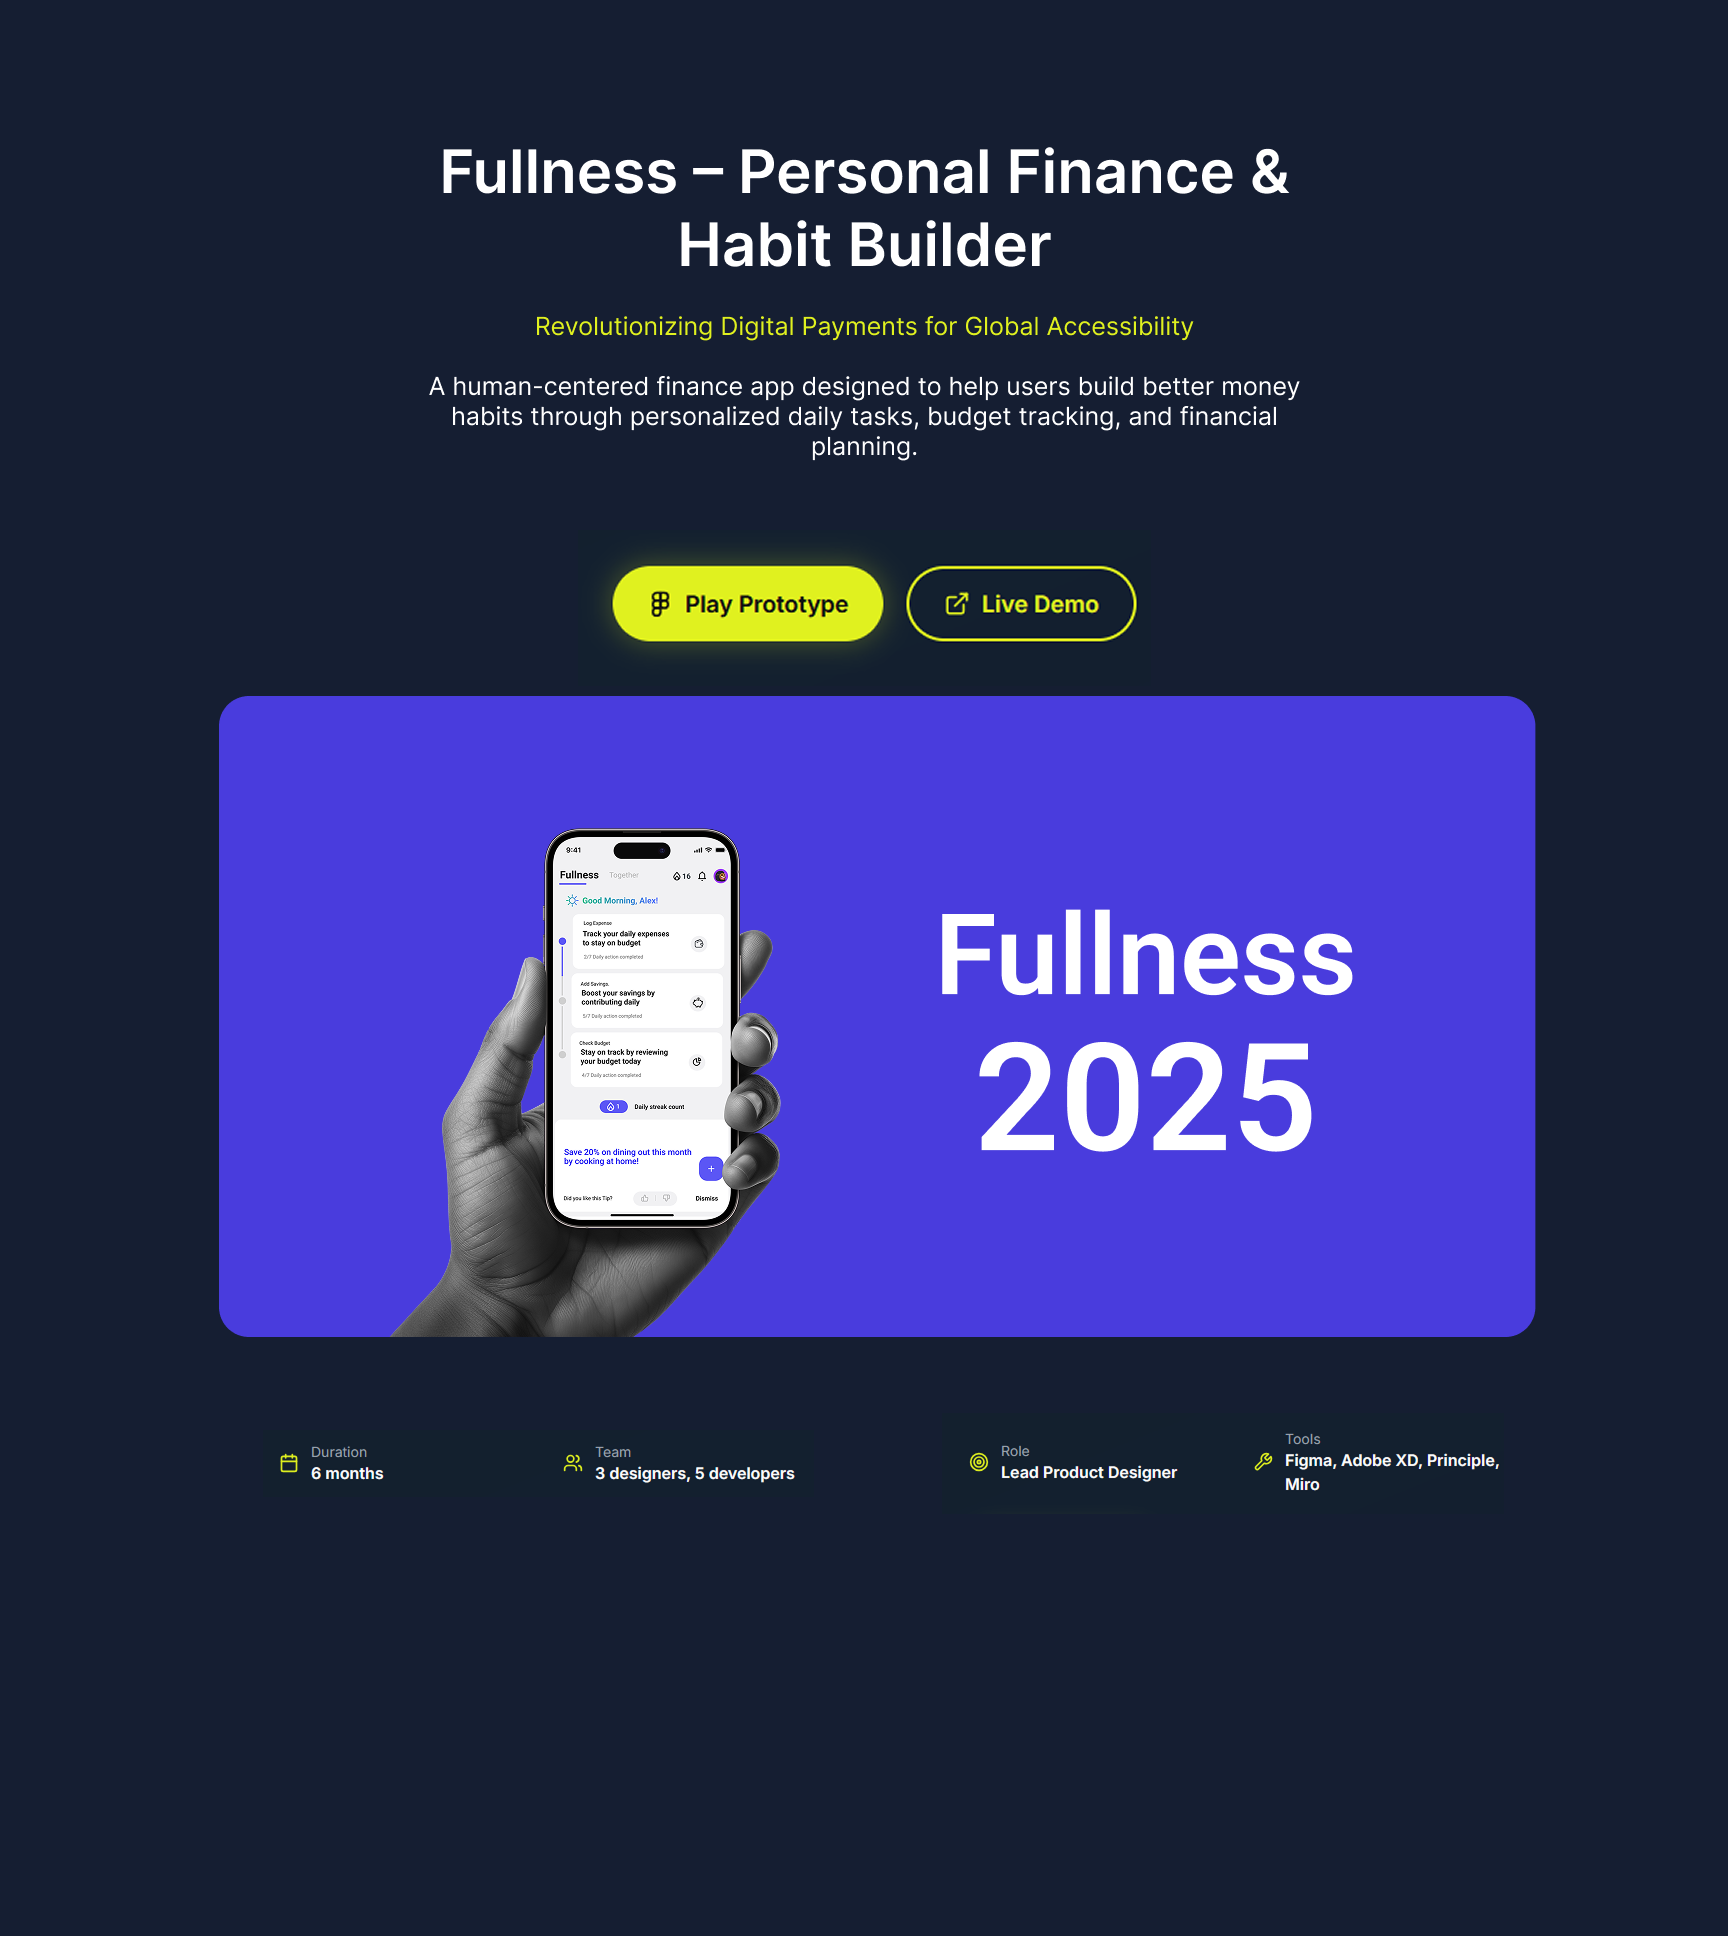 Fullness – Personal Finance &
Habit Builder
Revolutionizing Digital Payments for Global Accessibility
A human-centered finance app designed to help users build better money
habits through personalized daily tasks, budget tracking, and financial
planning.
Play Prototype
Live Demo
9:41
Fullness
Together
16
Good Morning, Alex!
Log Expense
Track your daily expenses
to stay on budget
2/7 Daily action completed
Add Savings.
Boost your savings by
contributing daily
5/7 Daily action completed
Check Budget
Stay on track by reviewing
your budget today
4/7 Daily action completed
1
Daily streak count
Save 20% on dining out this month
by cooking at home!
Did you like this Tip?
Dismiss
Fullness
2025
Duration
6 months
Team
3 designers, 5 developers
Role
Lead Product Designer
Tools
Figma, Adobe XD, Principle,
Miro